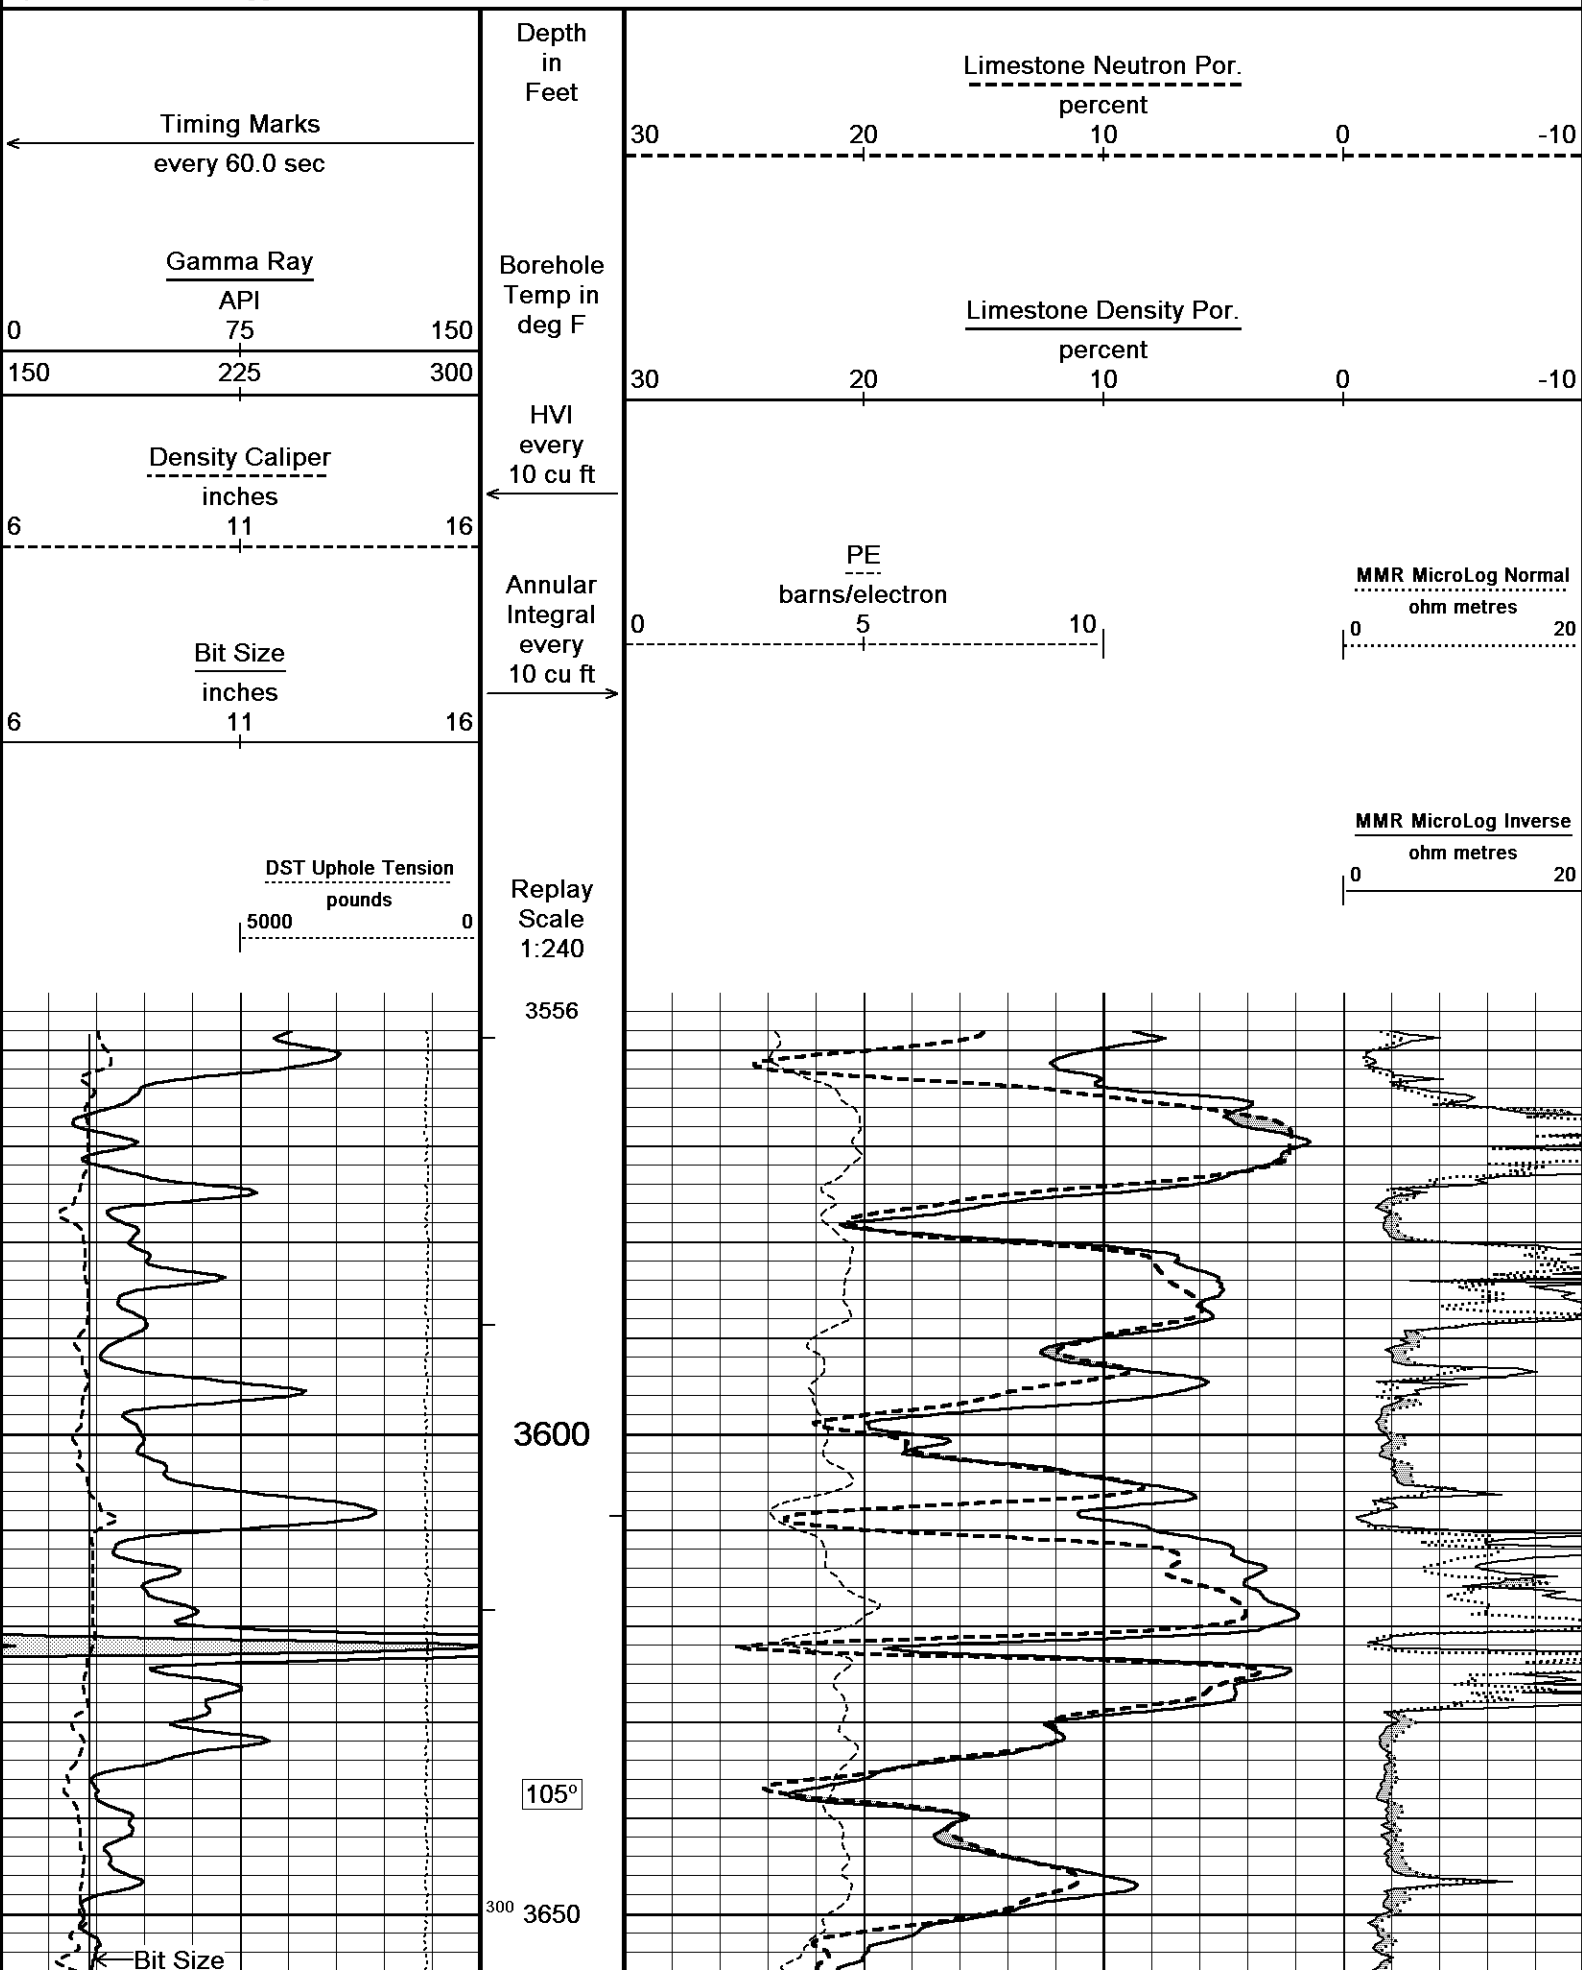 Timing Marks
every 60.0 sec
Gamma Ray
API
0 75 150
150 225 300
Density Caliper
inches
6 11 16
Bit Size
inches
6 11 16
DST Uphole Tension
pounds
5000 0
Depth
in
Feet
Borehole
Temp in
deg F
HVI
every
10 cu ft
Annular
Integral
every
10 cu ft
Replay
Scale
1:240
Limestone Neutron Por.
percent
30 20 10 0 -10
Limestone Density Por.
percent
30 20 10 0 -10
PE
barns/electron
0 5 10
MMR MicroLog Normal
ohm metres
0 20
MMR MicroLog Inverse
ohm metres
0 20
3556
3600
105º
300 3650
Bit Size